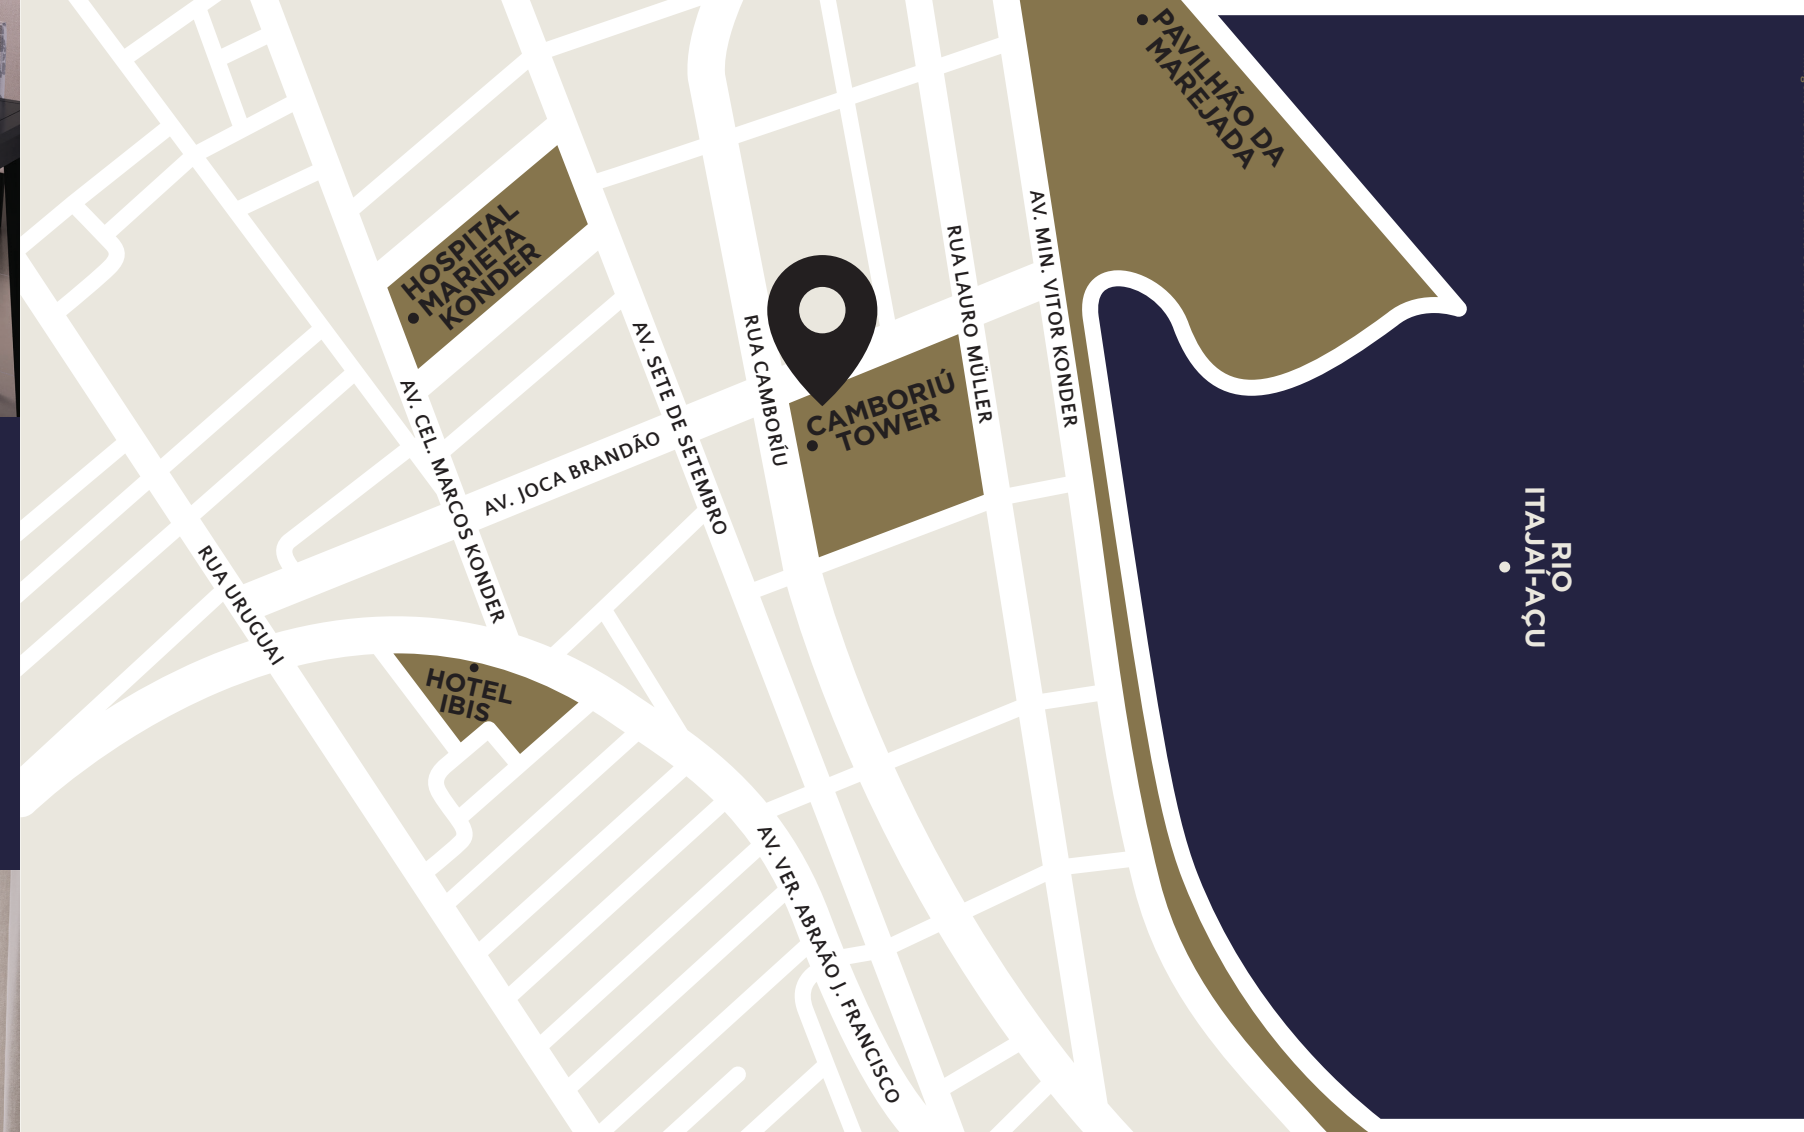 PAVILHÃO DA
MAREJADA
HOSPITAL
MARIETA
KONDER
AV. MIN. VITOR KONDER
RUA LAURO MÜLLER
RUA CAMBORÍU
AV. SETE DE SETEMBRO
AV. CEL. MARCOS KONDER
AV. JOCA BRANDÃO
CAMBORIÚ
TOWER
RUA URUGUAI
RIO
ITAJAÍ-AÇU
HOTEL
IBIS
AV. VER. ABRAÃO J. FRANCISCO